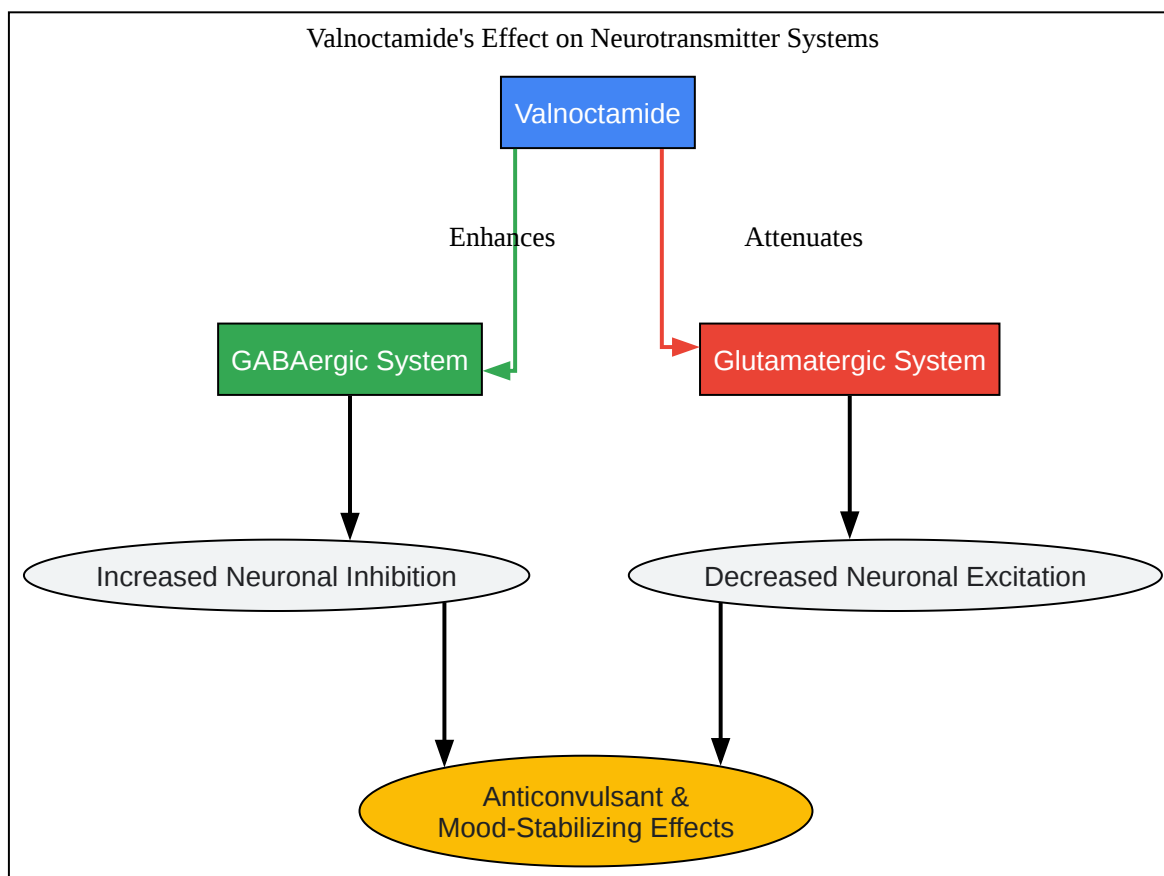 Valnoctamide's Effect on Neurotransmitter Systems
Valnoctamide
Enhances
Attenuates
GABAergic System
Glutamatergic System
Increased Neuronal Inhibition
Decreased Neuronal Excitation
Anticonvulsant &
Mood-Stabilizing Effects